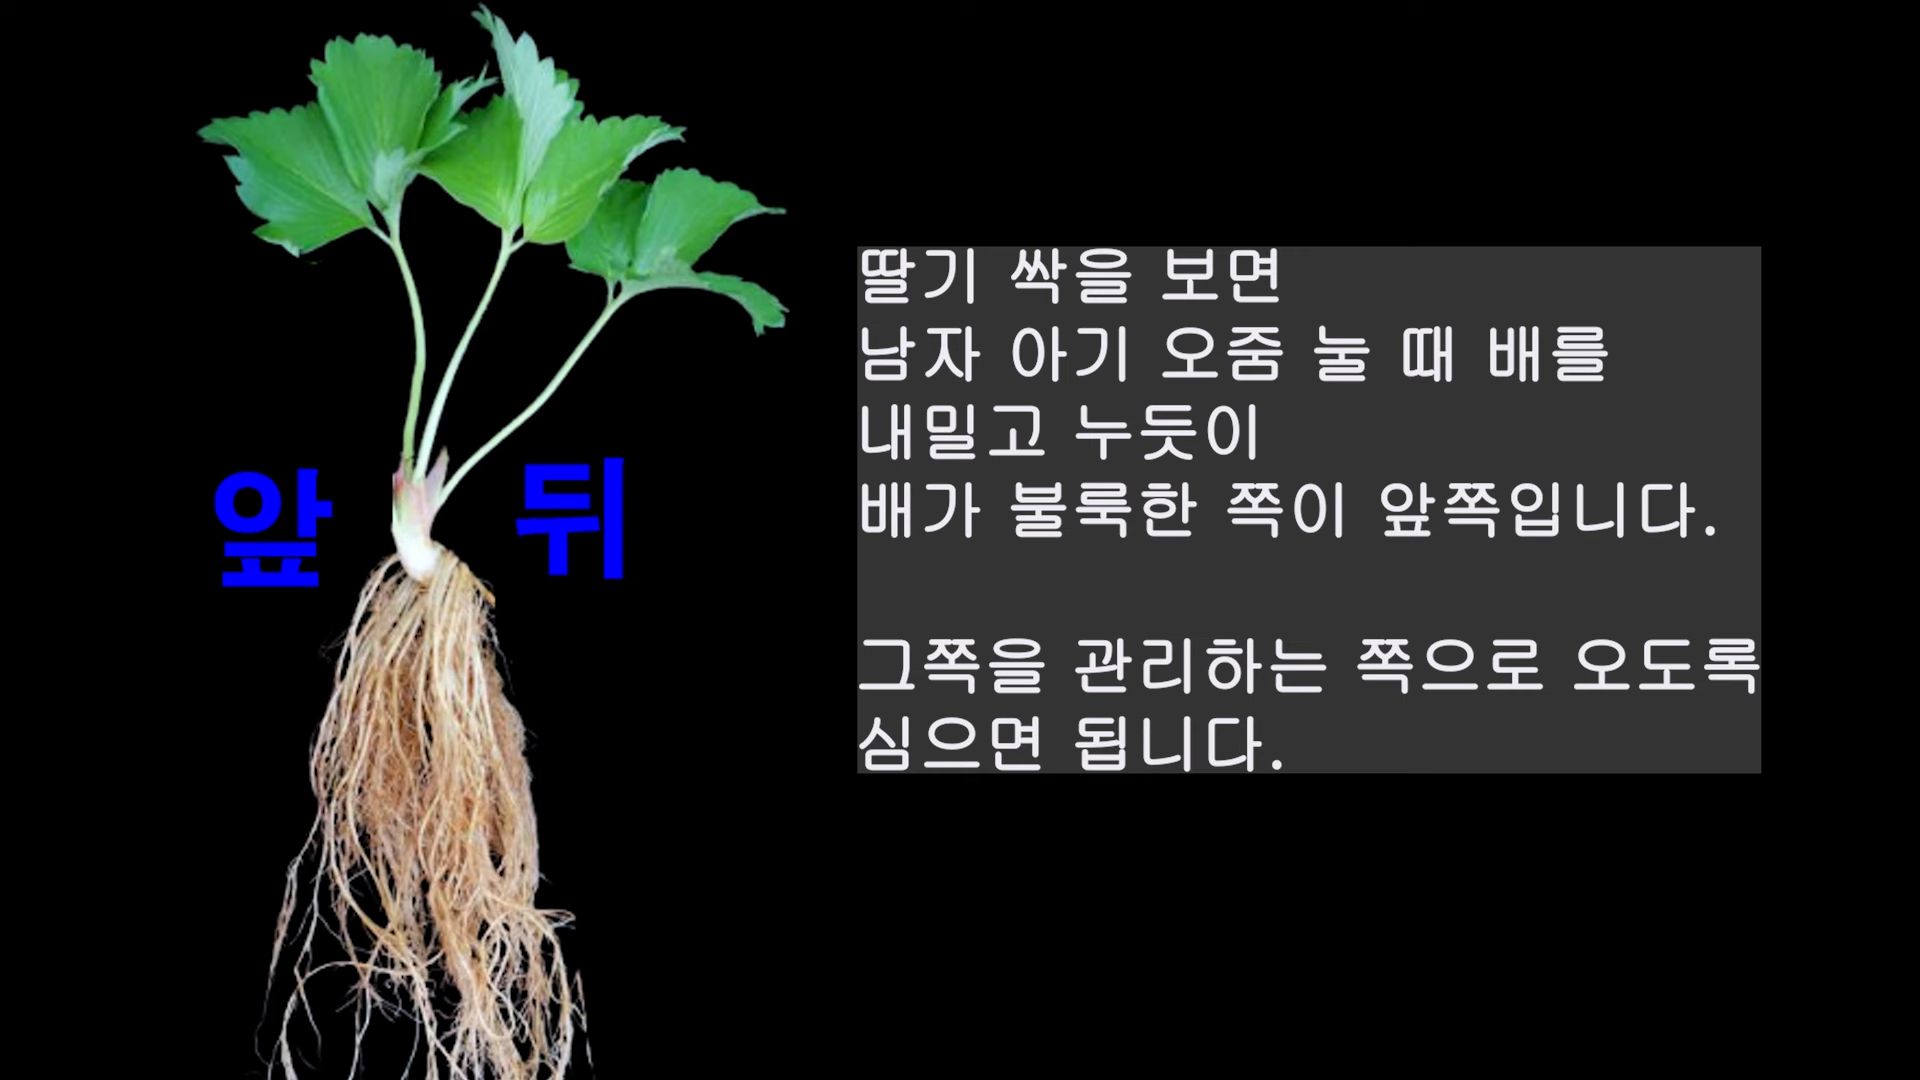 앞 뒤
딸기 싹을 보면
남자 아기 오줌 눌 때 배를
내밀고 누듯이
배가 불룩한 쪽이 앞쪽입니다.
그쪽을 관리하는 쪽으로 오도록
심으면 됩니다.